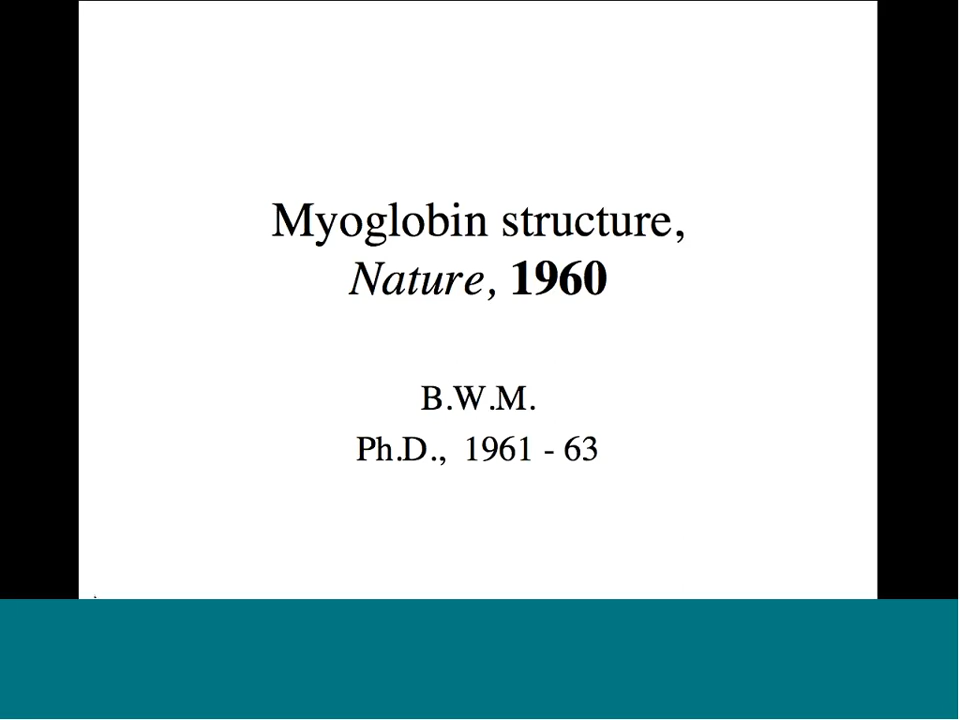 Myoglobin structure,
Nature, 1960
B.W.M.
Ph.D., 1961 - 63